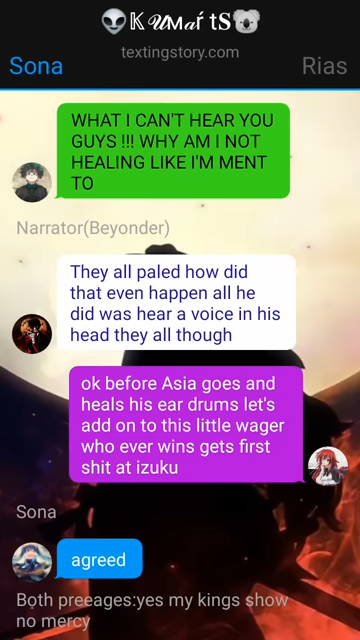 👽𝕂𝓤ᴍᴀŕtS🐨
textingstory.com
Sona Rias
WHAT I CAN'T HEAR YOU
GUYS !!! WHY AM I NOT
HEALING LIKE I'M MENT
TO
Narrator(Beyonder)
They all paled how did
that even happen all he
did was hear a voice in his
head they all though
ok before Asia goes and
heals his ear drums let's
add on to this little wager
who ever wins gets first
shit at izuku
Sona
agreed
Both preeages:yes my kings show
no mercy